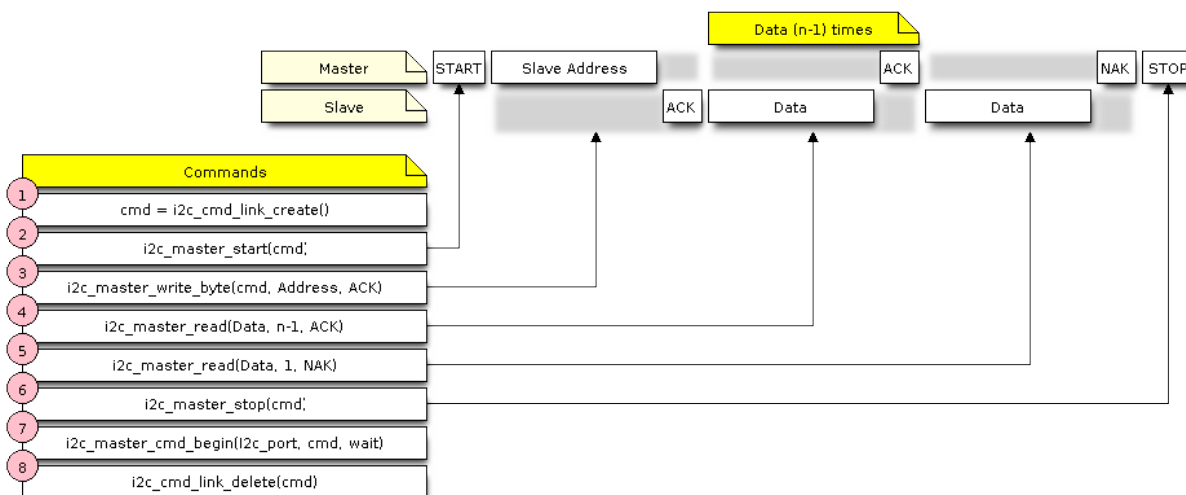 Data (n-1) times
Master START Slave Address ACK NAK STOP
Slave ACK Data Data
Commands
1 cmd = i2c_cmd_link_create()
2 i2c_master_start(cmd;
3 i2c_master_write_byte(cmd, Address, ACK)
4 i2c_master_read(Data, n-1, ACK)
5 i2c_master_read(Data, 1, NAK)
6 i2c_master_stop(cmd;
7 i2c_master_cmd_begin(I2c_port, cmd, wait)
8 i2c_cmd_link_delete(cmd)